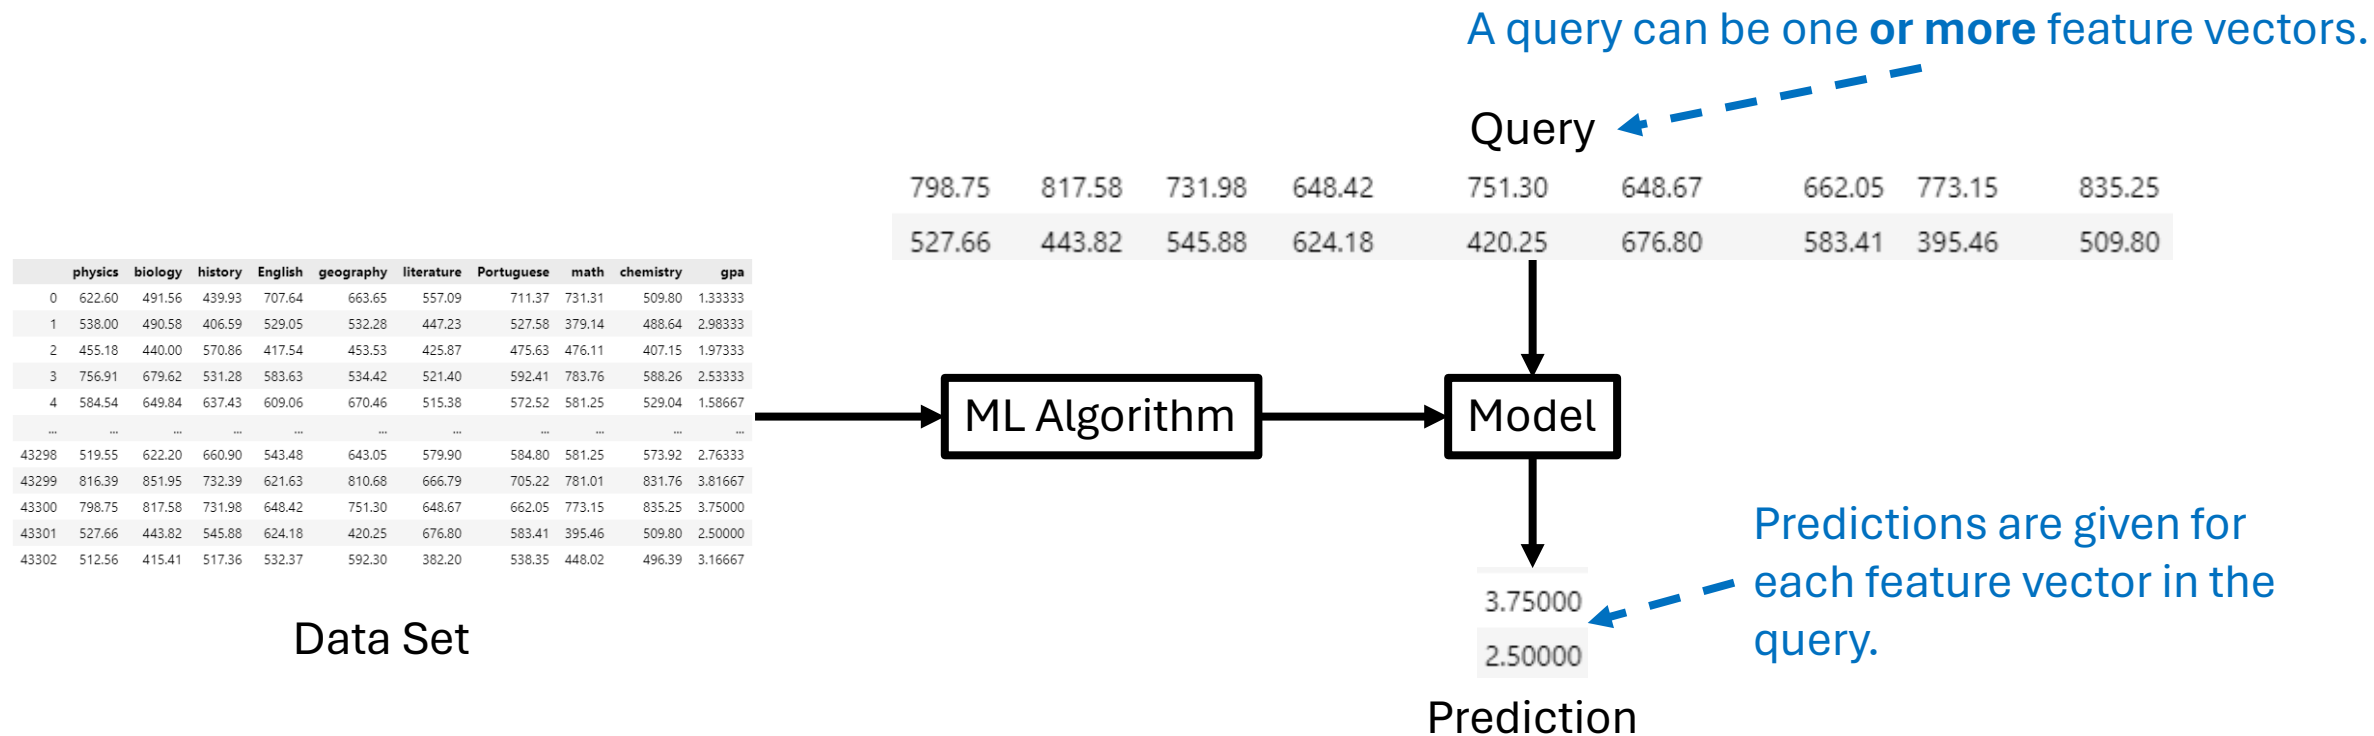 A query can be one or more feature vectors.
Query
798.75 817.58 731.98 648.42 751.30 648.67 662.05 773.15 835.25
527.66 443.82 545.88 624.18 420.25 676.80 583.41 395.46 509.80
physics biology history English geography literature Portuguese math chemistry gpa
0 622.60 491.56 439.93 707.64 663.65 557.09 711.37 731.31 509.80 1.33333
1 538.00 490.58 406.59 529.05 532.28 447.23 527.58 379.14 488.64 2.98333
2 455.18 440.00 570.86 417.54 453.53 425.87 475.63 476.11 407.15 1.97333
3 756.91 679.62 531.28 583.63 534.42 521.40 592.41 783.76 588.26 2.53333
4 584.54 649.84 637.43 609.06 670.46 515.38 572.52 581.25 529.04 1.58667
... ... ... ... ... ... ... ... ... ... ...
43298 519.55 622.20 660.90 543.48 643.05 579.90 584.80 581.25 573.92 2.76333
43299 816.39 851.95 732.39 621.63 810.68 666.79 705.22 781.01 831.76 3.81667
43300 798.75 817.58 731.98 648.42 751.30 648.67 662.05 773.15 835.25 3.75000
43301 527.66 443.82 545.88 624.18 420.25 676.80 583.41 395.46 509.80 2.50000
43302 512.56 415.41 517.36 532.37 592.30 382.20 538.35 448.02 496.39 3.16667
Data Set
ML Algorithm
Model
3.75000
2.50000
Prediction
Predictions are given for
each feature vector in the
query.